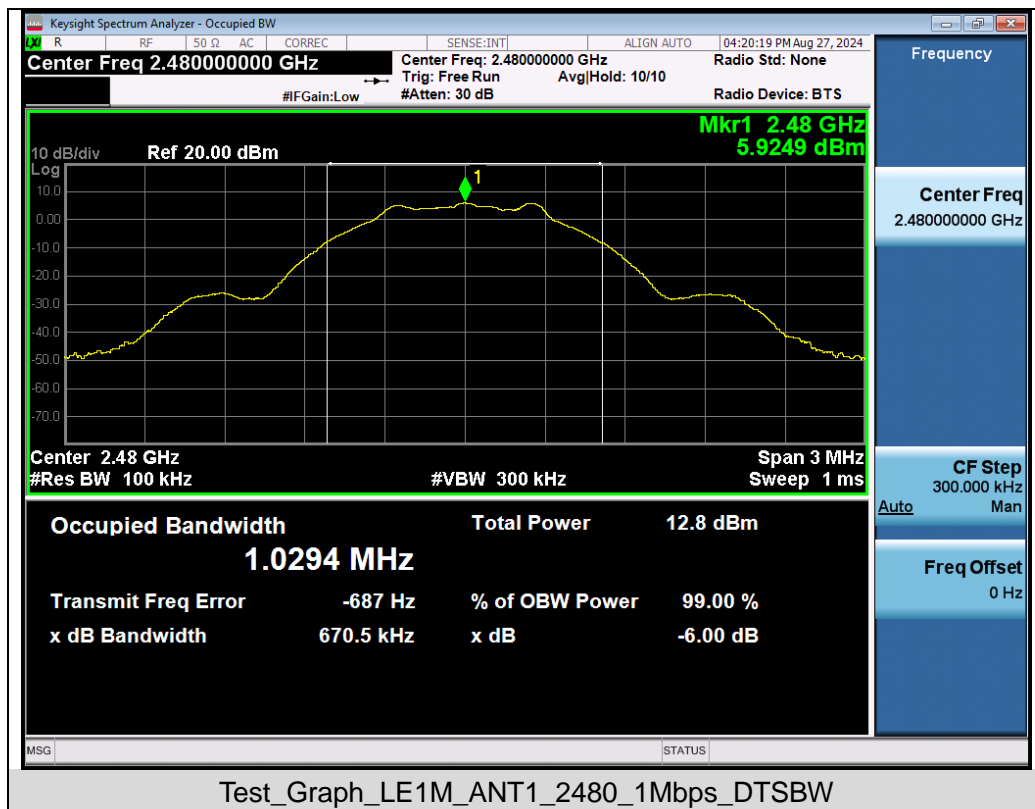 Keysight Spectrum Analyzer - Occupied BW
LXI R RF 50 Ω AC CORREC SENSE:INT ALIGN AUTO 04:20:19 PM Aug 27, 2024
Center Freq 2.480000000 GHz
Center Freq: 2.480000000 GHz
Radio Std: None
Trig: Free Run Avg|Hold: 10/10
#IFGain:Low #Atten: 30 dB Radio Device: BTS
Mkr1 2.48 GHz
10 dB/div Ref 20.00 dBm 5.9249 dBm
Log
1
10.0
0.00
-10.0
-20.0
-30.0
-40.0
-50.0
-60.0
-70.0
Center 2.48 GHz Span 3 MHz
#Res BW 100 kHz #VBW 300 kHz Sweep 1 ms
Occupied Bandwidth Total Power 12.8 dBm
1.0294 MHz
Transmit Freq Error -687 Hz % of OBW Power 99.00 %
x dB Bandwidth 670.5 kHz x dB -6.00 dB
Frequency
Center Freq
2.480000000 GHz
CF Step
300.000 kHz
Auto Man
Freq Offset
0 Hz
MSG STATUS
Test_Graph_LE1M_ANT1_2480_1Mbps_DTSBW